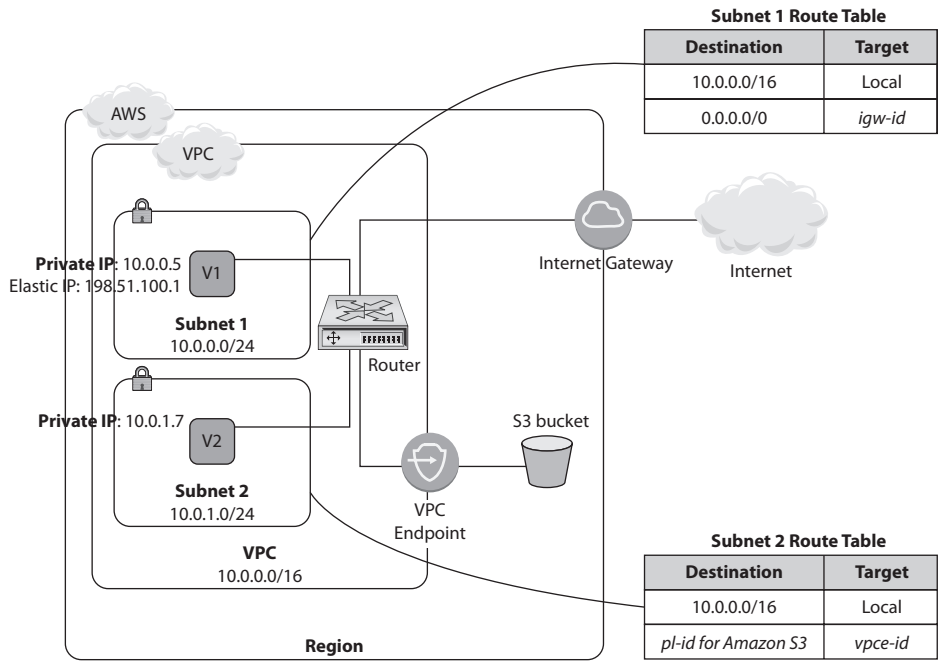 Subnet 1 Route Table
Destination Target
10.0.0.0/16 Local
0.0.0.0/0 igw-id
AWS
VPC
Private IP: 10.0.0.5
Elastic IP: 198.51.100.1
V1
Subnet 1
10.0.0.0/24
Router
Internet Gateway
Internet
Private IP: 10.0.1.7
V2
Subnet 2
10.0.1.0/24
S3 bucket
VPC
Endpoint
VPC
10.0.0.0/16
Region
Subnet 2 Route Table
Destination Target
10.0.0.0/16 Local
pl-id for Amazon S3 vpce-id